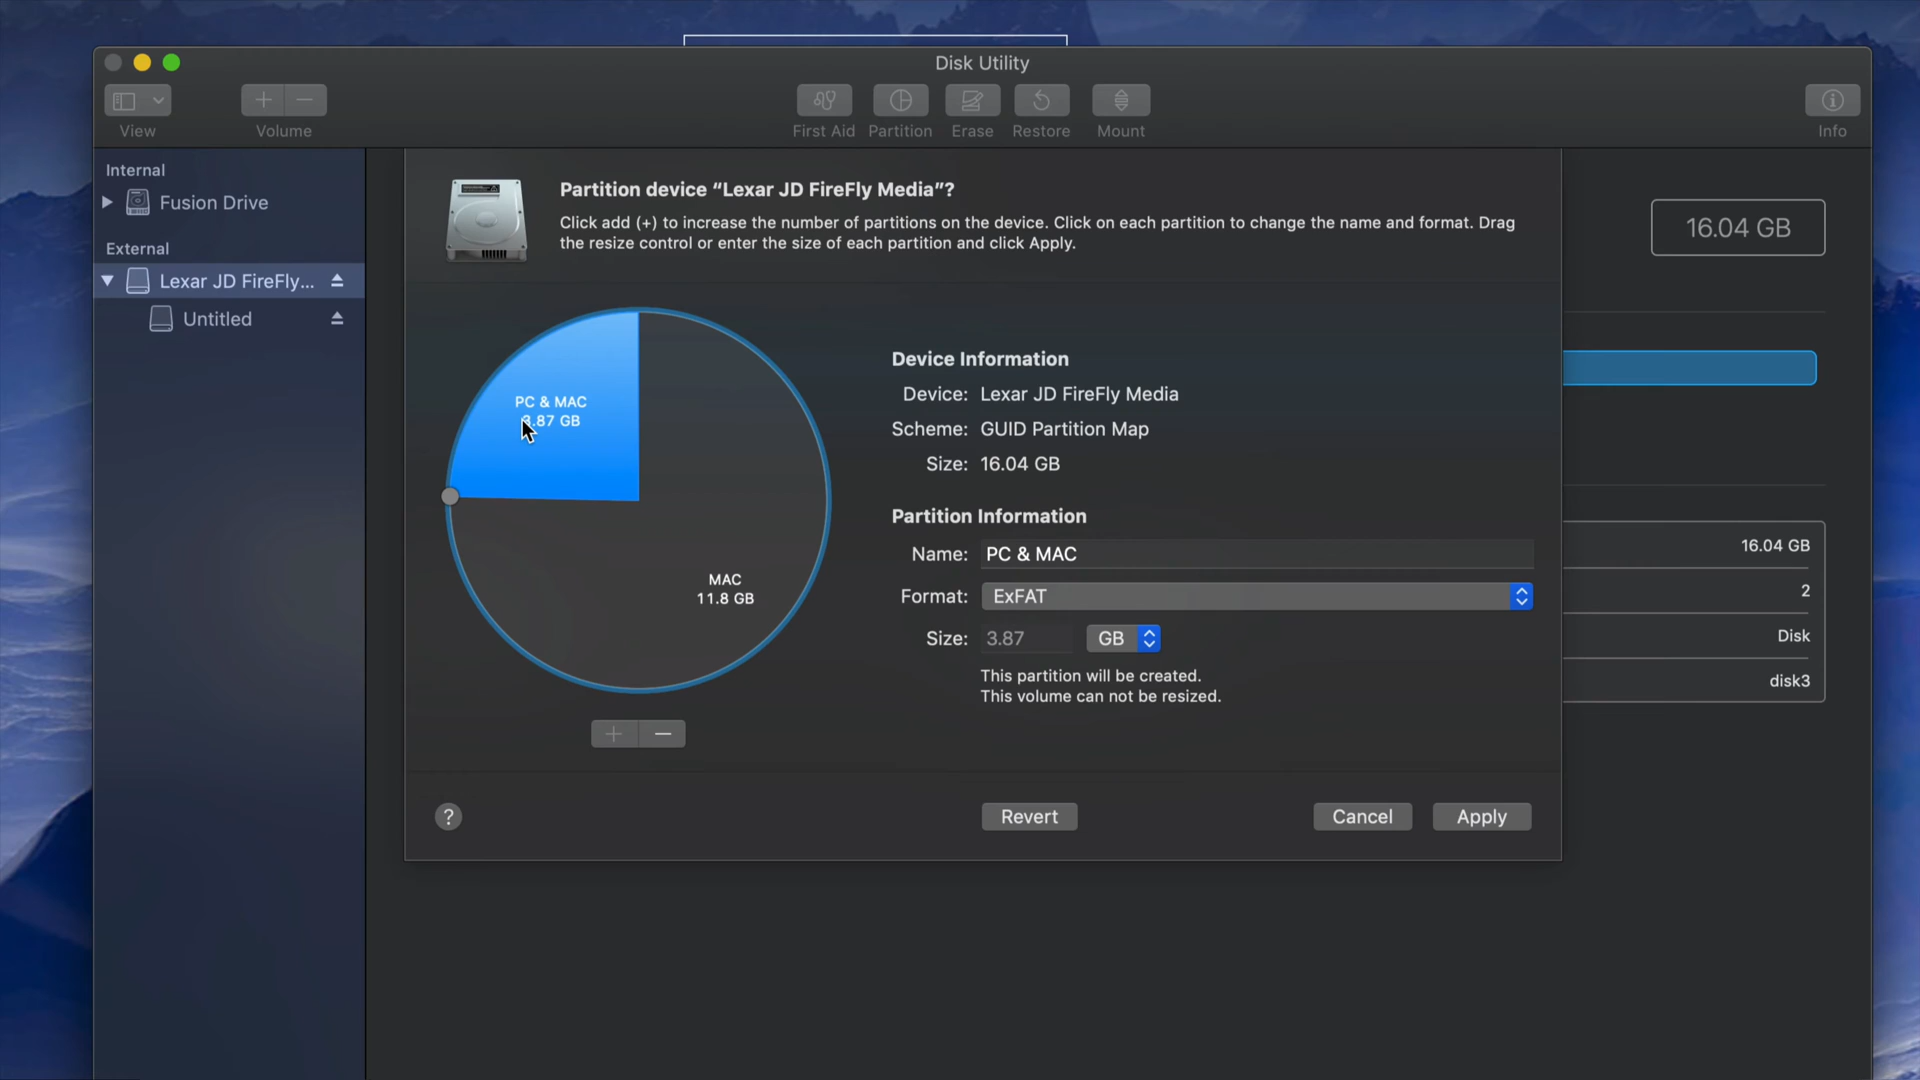 Disk Utility
View
Volume
First Aid
Partition
Erase
Restore
Mount
Info
Internal
Fusion Drive
External
Lexar JD FireFly...
Untitled
Partition device “Lexar JD FireFly Media”?
Click add (+) to increase the number of partitions on the device. Click on each partition to change the name and format. Drag
the resize control or enter the size of each partition and click Apply.
16.04 GB
PC & MAC
3.87 GB
MAC
11.8 GB
Device Information
Device: Lexar JD FireFly Media
Scheme: GUID Partition Map
Size: 16.04 GB
Partition Information
Name: PC & MAC
Format: ExFAT
Size: 3.87 GB
This partition will be created.
This volume can not be resized.
16.04 GB
2
Disk
disk3
?
Revert
Cancel
Apply